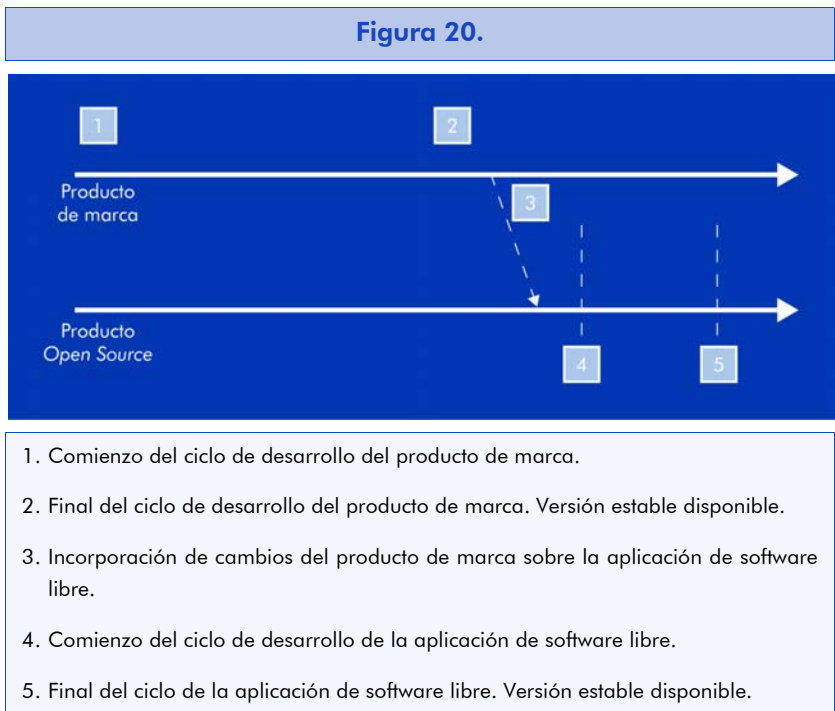 Figura 20.
1
2
Producto
de marca
3
Producto
Open Source
4
5
1. Comienzo del ciclo de desarrollo del producto de marca.
2. Final del ciclo de desarrollo del producto de marca. Versión estable disponible.
3. Incorporación de cambios del producto de marca sobre la aplicación de software
libre.
4. Comienzo del ciclo de desarrollo de la aplicación de software libre.
5. Final del ciclo de la aplicación de software libre. Versión estable disponible.